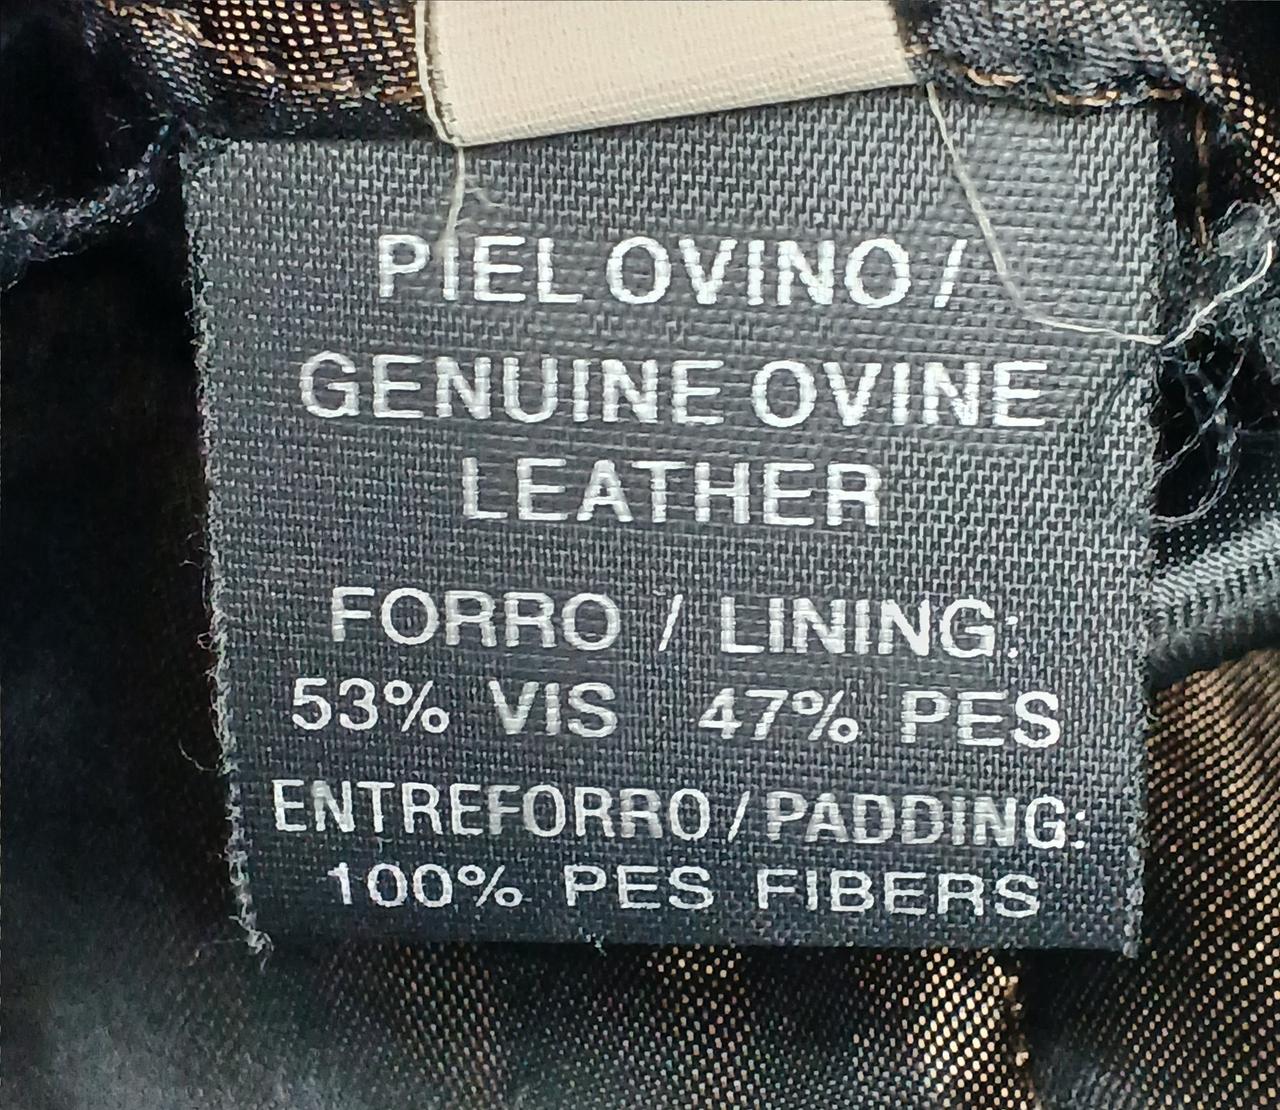 PIEL OVINO /
GENUINE OVINE
LEATHER
FORRO / LINING:
53% VIS 47% PES
ENTREFORRO / PADDING:
100% PES FIBERS